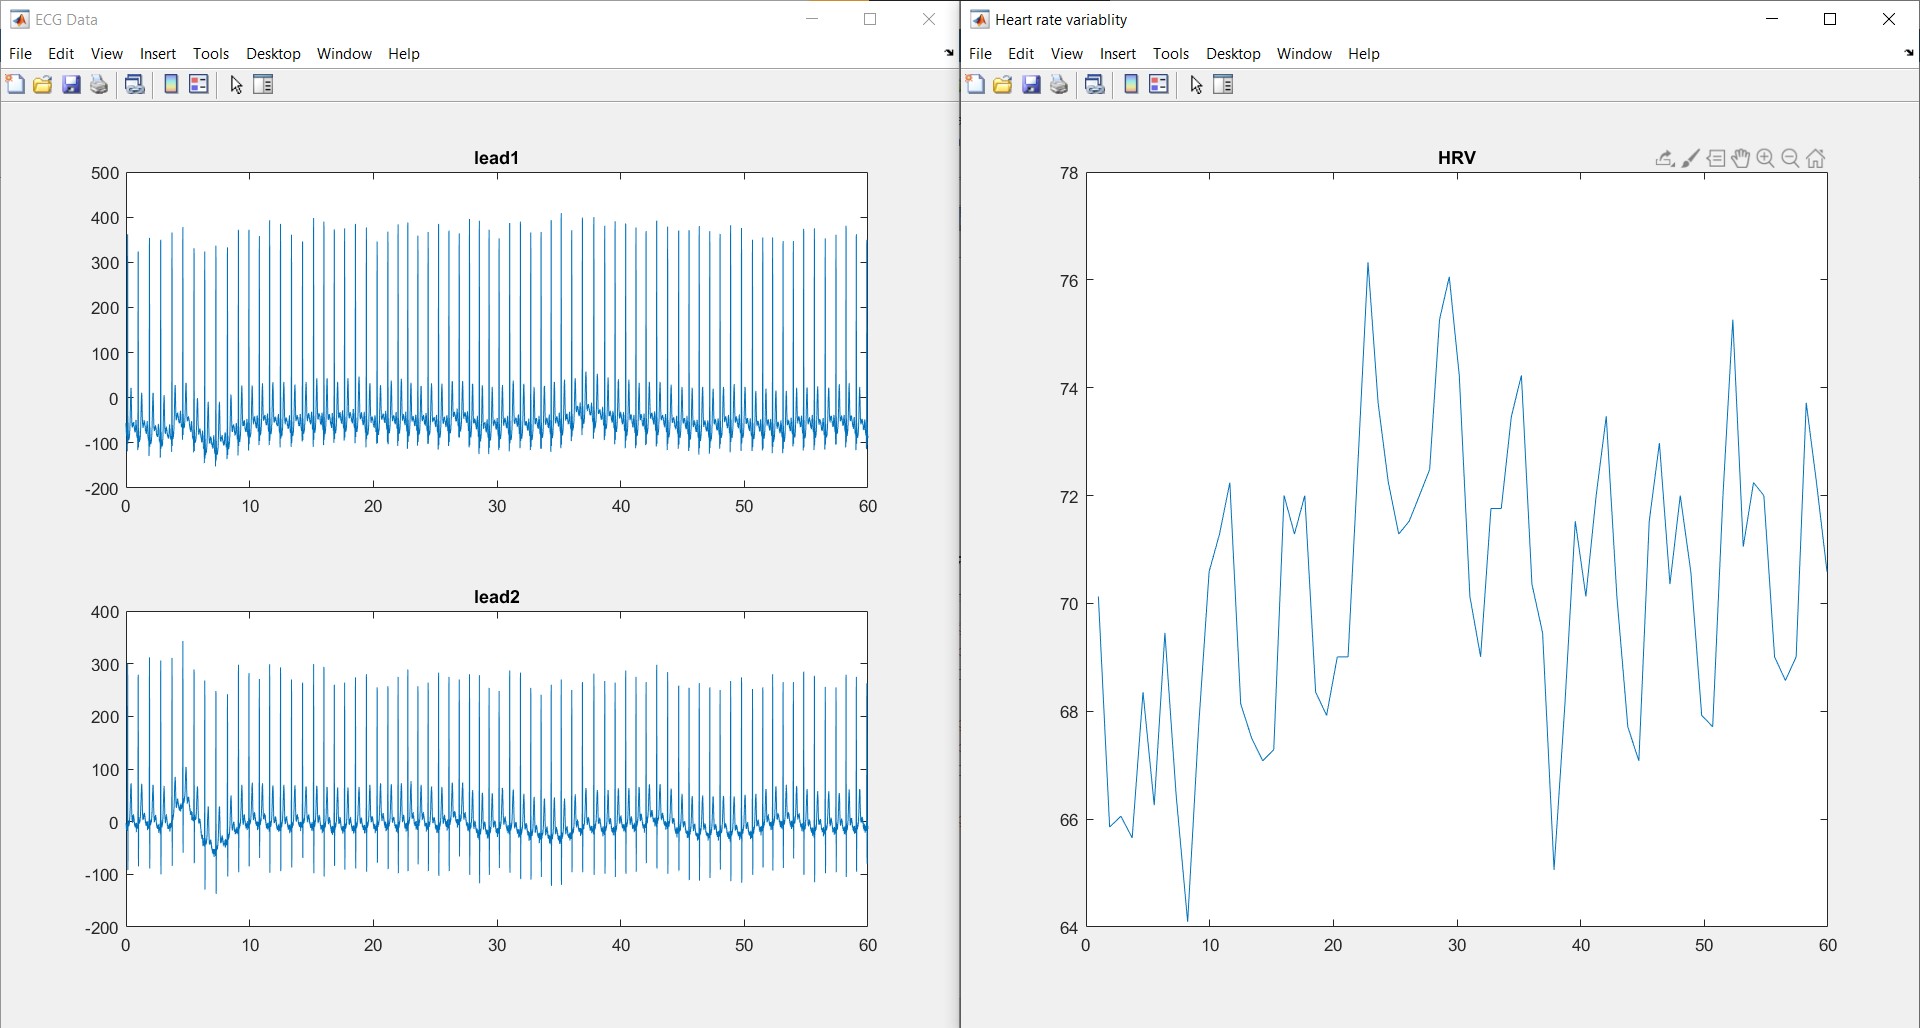 ECG Data
File Edit View Insert Tools Desktop Window Help
lead1
500
400
300
200
100
0
-100
-200
0 10 20 30 40 50 60
lead2
400
300
200
100
0
-100
-200
0 10 20 30 40 50 60
Heart rate variablity
File Edit View Insert Tools Desktop Window Help
HRV
78
76
74
72
70
68
66
64
0 10 20 30 40 50 60